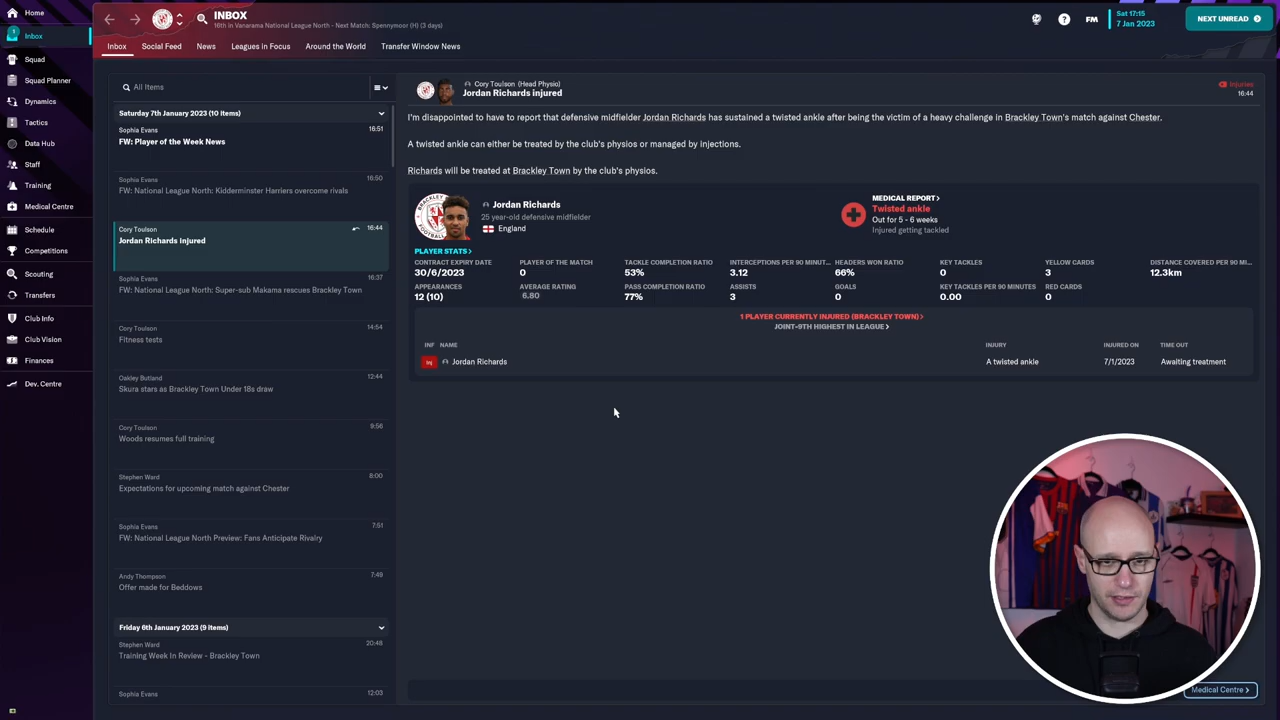 Home
INBOX
16th in Vanarama National League North - Next Match: Spennymoor (H) (3 days)
FM
Sat 17:15
7 Jan 2023
NEXT UNREAD
1
Inbox
Squad
Squad Planner
Dynamics
Tactics
Data Hub
Staff
Training
Medical Centre
Schedule
Competitions
Scouting
Transfers
Club Info
Club Vision
Finances
Dev. Centre
Inbox
Social Feed
News
Leagues in Focus
Around the World
Transfer Window News
All Items
Saturday 7th January 2023 (10 items)
Sophia Evans
16:51
FW: Player of the Week News
Sophia Evans
16:50
FW: National League North: Kidderminster Harriers overcome rivals
Cory Toulson
16:44
Jordan Richards injured
Sophia Evans
16:37
FW: National League North: Super-sub Makama rescues Brackley Town
Cory Toulson
14:54
Fitness tests
Oakley Butland
12:44
Skura stars as Brackley Town Under 18s draw
Cory Toulson
9:56
Woods resumes full training
Stephen Ward
8:00
Expectations for upcoming match against Chester
Sophia Evans
7:51
FW: National League North Preview: Fans Anticipate Rivalry
Andy Thompson
7:49
Offer made for Beddows
Friday 6th January 2023 (9 items)
Stephen Ward
20:48
Training Week In Review - Brackley Town
Sophia Evans
12:03
Cory Toulson (Head Physio)
Jordan Richards injured
Injuries
16:44
I'm disappointed to have to report that defensive midfielder Jordan Richards has sustained a twisted ankle after being the victim of a heavy challenge in Brackley Town's match against Chester.
A twisted ankle can either be treated by the club's physios or managed by injections.
Richards will be treated at Brackley Town by the club's physios.
Jordan Richards
25 year-old defensive midfielder
England
MEDICAL REPORT
Twisted ankle
Out for 5 - 6 weeks
Injured getting tackled
PLAYER STATS
CONTRACT EXPIRY DATE
PLAYER OF THE MATCH
TACKLE COMPLETION RATIO
INTERCEPTIONS PER 90 MINUT...
HEADERS WON RATIO
KEY TACKLES
YELLOW CARDS
DISTANCE COVERED PER 90 MI...
30/6/2023
0
53%
3.12
66%
0
3
12.3km
APPEARANCES
AVERAGE RATING
PASS COMPLETION RATIO
ASSISTS
GOALS
KEY TACKLES PER 90 MINUTES
RED CARDS
12 (10)
6.80
77%
3
0
0.00
0
1 PLAYER CURRENTLY INJURED (BRACKLEY TOWN)
JOINT-9TH HIGHEST IN LEAGUE
INF
NAME
INJURY
INJURED ON
TIME OUT
Inj
Jordan Richards
A twisted ankle
7/1/2023
Awaiting treatment
Medical Centre